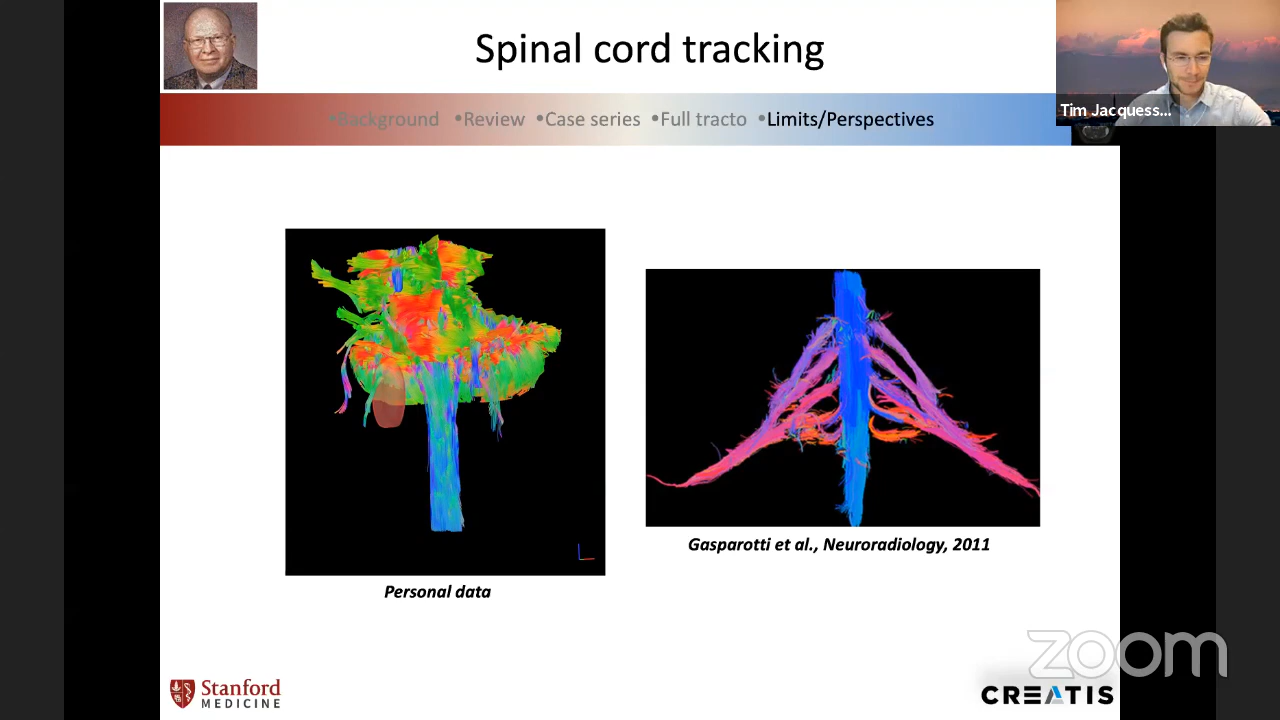 Spinal cord tracking
Tim Jacquess...
•Background •Review •Case series •Full tracto •Limits/Perspectives
Gasparotti et al., Neuroradiology, 2011
Personal data
zoom
Stanford
MEDICINE
CREATIS